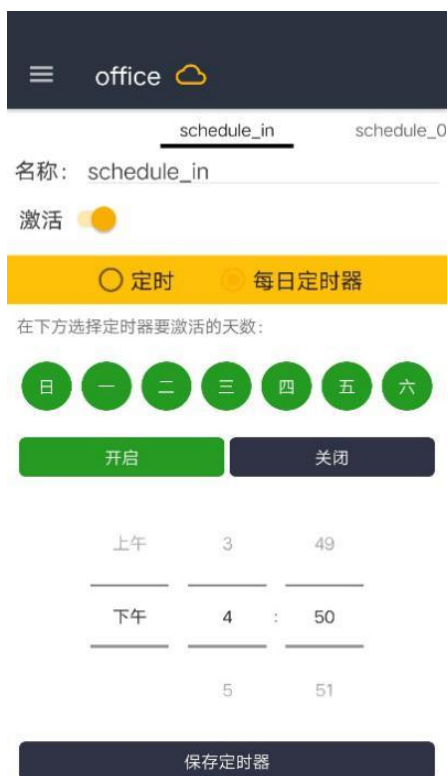 office
schedule_in schedule_0
名称: schedule_in
激活
定时 每日定时器
在下方选择定时器要激活的天数:
日 一 二 三 四 五 六
开启 关闭
上午 3 49
下午 4 : 50
5 51
保存定时器